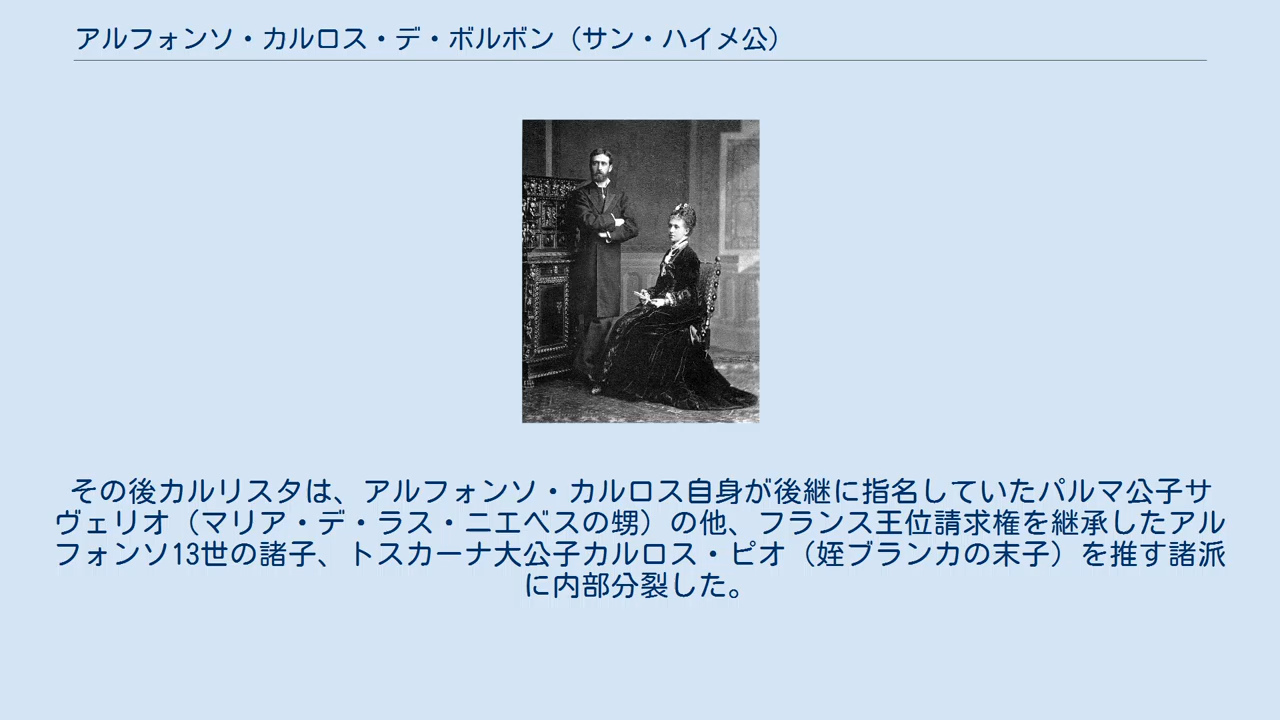 アルフォンソ・カルロス・デ・ボルボン（サン・ハイメ公）
その後カルリスタは、アルフォンソ・カルロス自身が後継に指名していたパルマ公子サ
ヴェリオ（マリア・デ・ラス・ニエベスの甥）の他、フランス王位請求権を継承したアル
フォンソ13世の諸子、トスカーナ大公子カルロス・ピオ（姪ブランカの末子）を推す諸派
に内部分裂した。